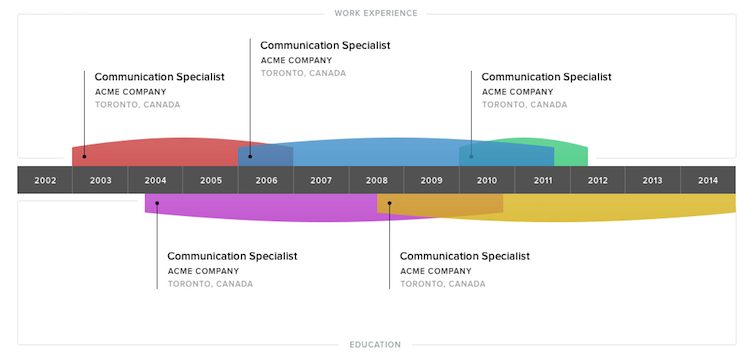 WORK EXPERIENCE
Communication Specialist
ACME COMPANY
TORONTO, CANADA
Communication Specialist
ACME COMPANY
TORONTO, CANADA
Communication Specialist
ACME COMPANY
TORONTO, CANADA
2002 2003 2004 2005 2006 2007 2008 2009 2010 2011 2012 2013 2014
Communication Specialist
ACME COMPANY
TORONTO, CANADA
Communication Specialist
ACME COMPANY
TORONTO, CANADA
EDUCATION